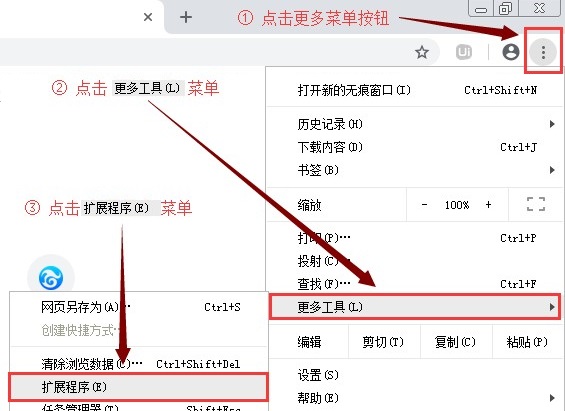 ① 点击更多菜单按钮
② 点击 更多工具(L) 菜单
打开新的无痕窗口(I) Ctrl+Shift+N
历史记录(H)
下载内容(D) Ctrl+J
书签(B)
③ 点击 扩展程序(E) 菜单
缩放 - 100% +
打印(P)… Ctrl+P
投射(C)…
查找(F)… Ctrl+F
更多工具(L)
网页另存为(A)… Ctrl+S
创建快捷方式…
编辑 剪切(T) 复制(C) 粘贴(P)
清除浏览数据(C)… Ctrl+Shift+Del
设置(S)
扩展程序(E)
帮助(E)
任务管理器(T) Shift+Esc